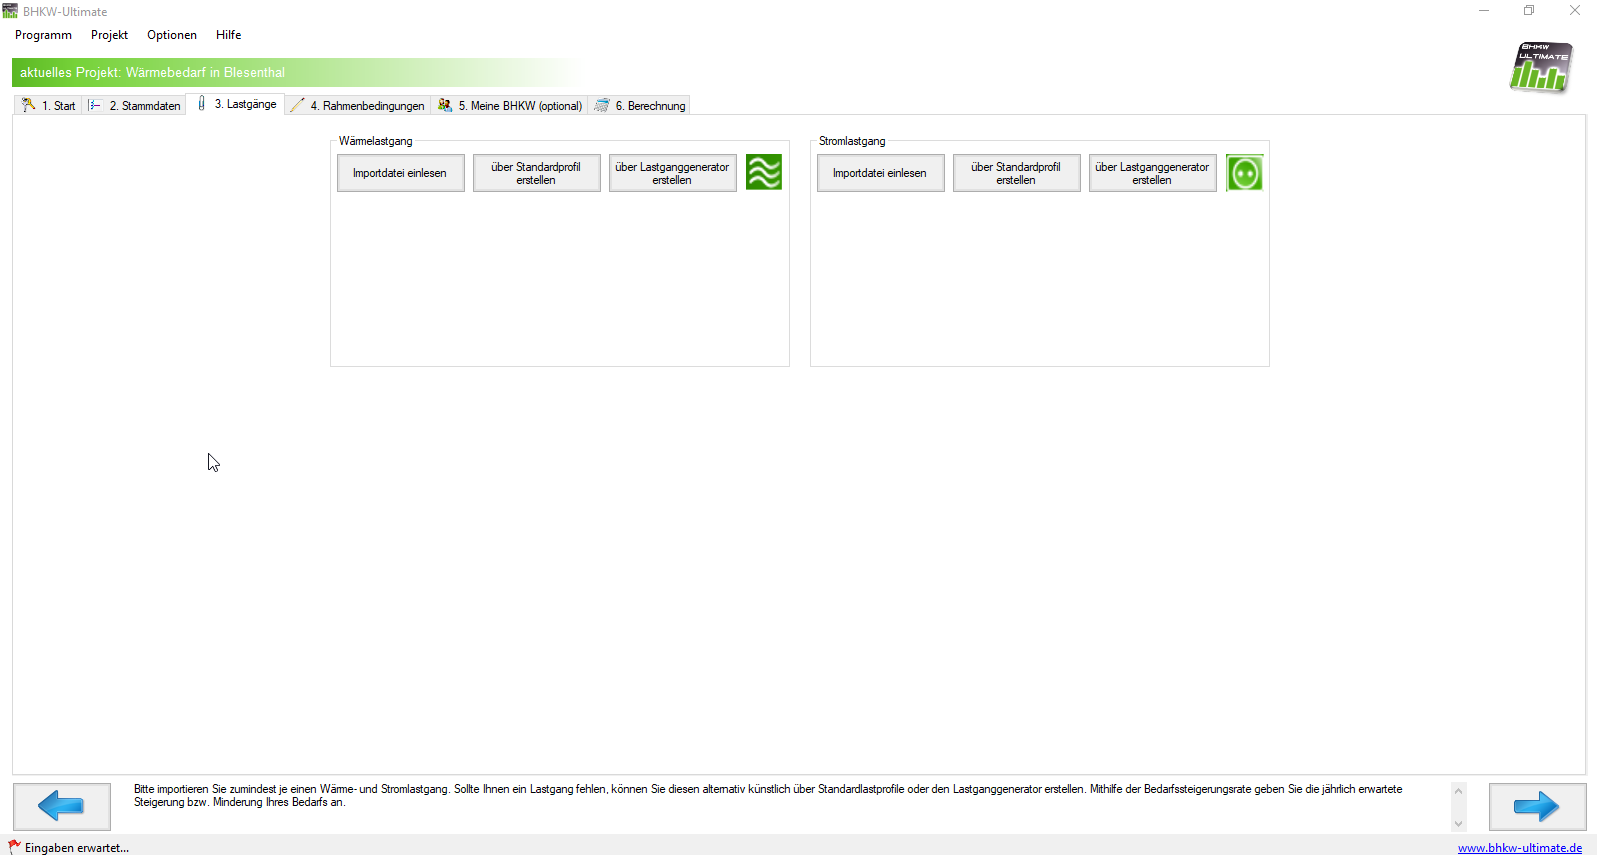 BHKW-Ultimate
Programm Projekt Optionen Hilfe
BHKW
ULTIMATE
aktuelles Projekt: Wärmebedarf in Blesenthal
1. Start 2. Stammdaten 3. Lastgänge 4. Rahmenbedingungen 5. Meine BHKW (optional) 6. Berechnung
Wärmelastgang
Importdatei einlesen
über Standardprofil
erstellen
über Lastganggenerator
erstellen
Stromlastgang
Importdatei einlesen
über Standardprofil
erstellen
über Lastganggenerator
erstellen
Bitte importieren Sie zumindest je einen Wärme- und Stromlastgang. Sollte Ihnen ein Lastgang fehlen, können Sie diesen alternativ künstlich über Standardlastprofile oder den Lastganggenerator erstellen. Mithilfe der Bedarfssteigerungsrate geben Sie die jährlich erwartete
Steigerung bzw. Minderung Ihres Bedarfs an.
Eingaben erwartet...
www.bhkw-ultimate.de